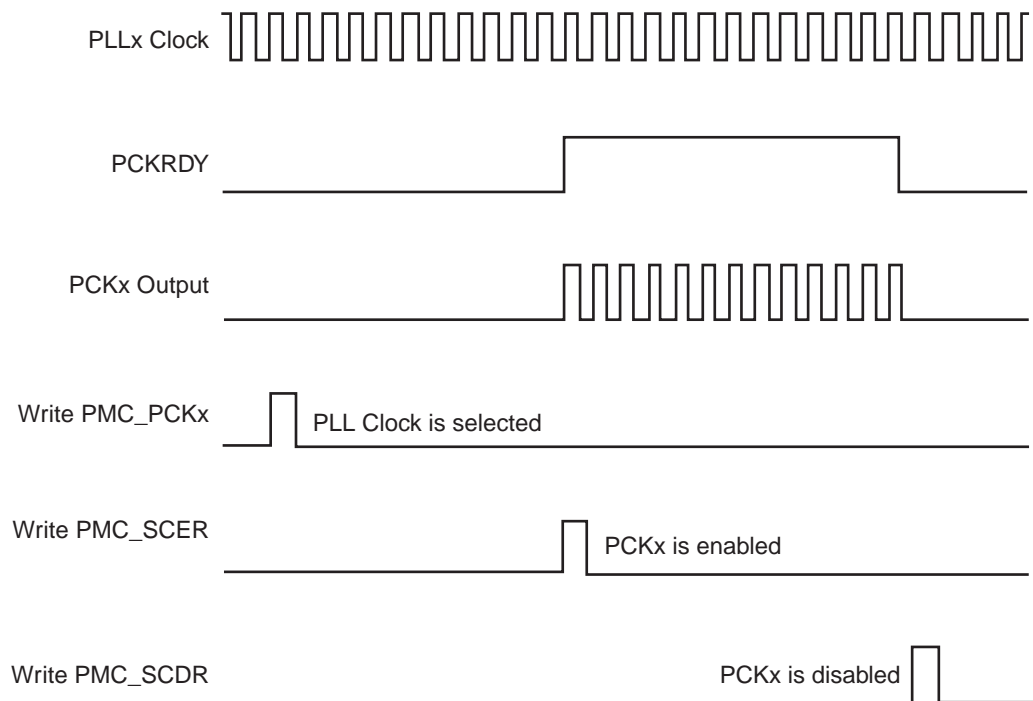 PLLx Clock
PCKRDY
PCKx Output
Write PMC_PCKx
PLL Clock is selected
Write PMC_SCER
PCKx is enabled
Write PMC_SCDR
PCKx is disabled